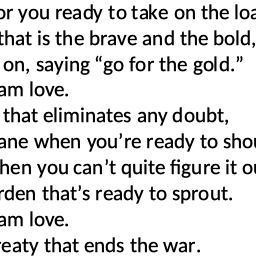 or you ready to take on the loa
that is the brave and the bold,
on, saying “go for the gold.”
am love.
that eliminates any doubt,
ane when you’re ready to shou
hen you can’t quite figure it ou
rden that’s ready to sprout.
am love.
reaty that ends the war.